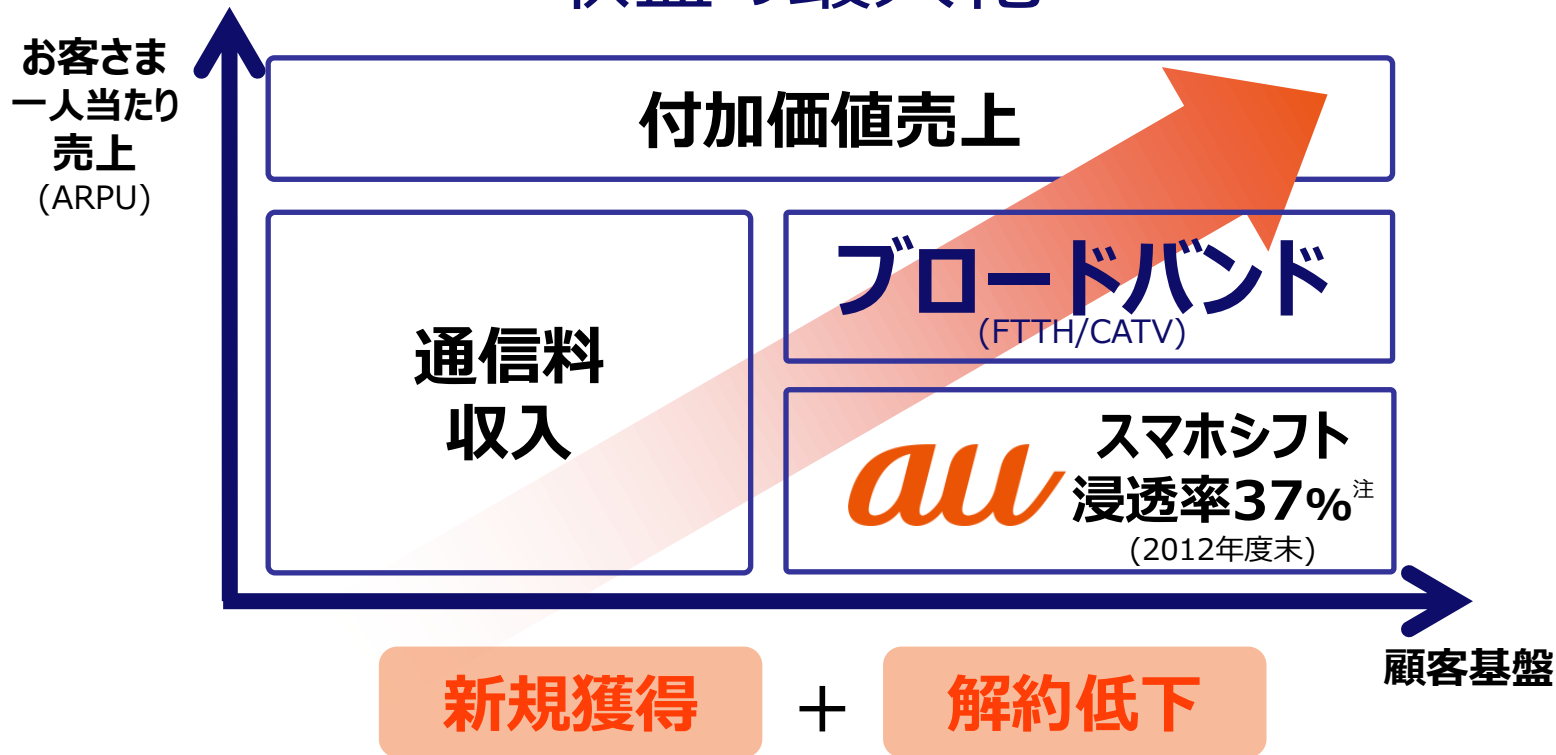 お客さま
一人当たり
売上
(ARPU)
付加価値売上
通信料
収入
ブロードバンド
(FTTH/CATV)
au
スマホシフト
浸透率37%注
(2012年度末)
顧客基盤
新規獲得 + 解約低下